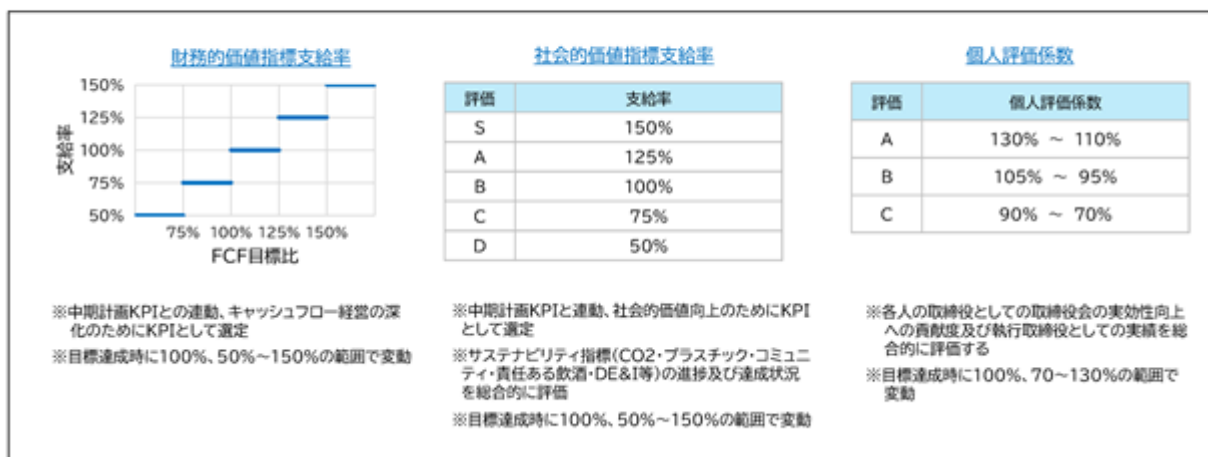 財務的価値指標支給率
150%
125%
100%
75%
50%
支給率
75% 100% 125% 150%
FCF目標比
※中期計画KPIとの連動、キャッシュフロー経営の深
化のためにKPIとして選定
※目標達成時に100%、50%～150%の範囲で変動
社会的価値指標支給率
評価 支給率
S 150%
A 125%
B 100%
C 75%
D 50%
※中期計画KPIと連動、社会的価値向上のためにKPI
として選定
※サステナビリティ指標(CO2・プラスチック・コミュニ
ティ・責任ある飲酒・DE&I等)の進捗及び達成状況
を総合的に評価
※目標達成時に100%、50%～150%の範囲で変動
個人評価係数
評価 個人評価係数
A 130% ～ 110%
B 105% ～ 95%
C 90% ～ 70%
※各人の取締役としての取締役会の実効性向上
への貢献度及び執行取締役としての実績を総
合的に評価する
※目標達成時に100%、70～130%の範囲で
変動